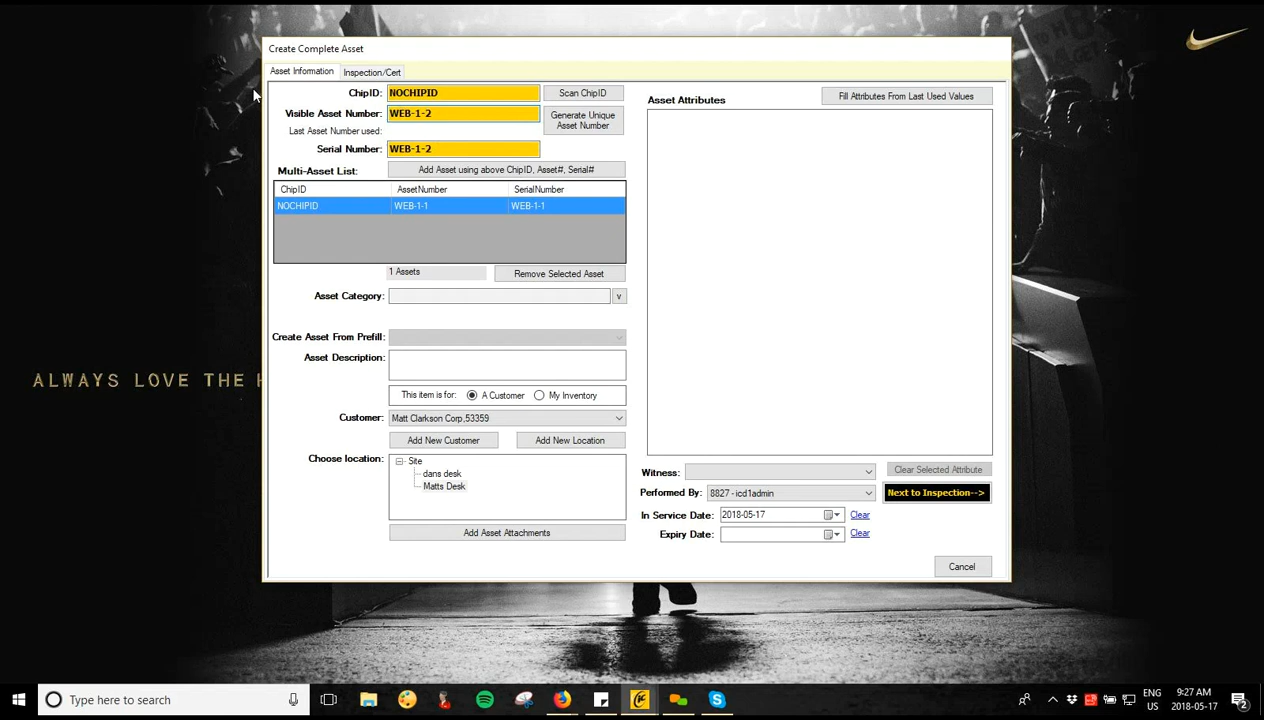 Create Complete Asset
Asset Information Inspection/Cert
ChipID: NOCHIPID Scan ChipID
Visible Asset Number: WEB-1-2 Generate Unique Asset Number
Last Asset Number used:
Serial Number: WEB-1-2
Multi-Asset List: Add Asset using above ChipID, Asset#, Serial#
ChipID AssetNumber SerialNumber
NOCHIPID WEB-1-1 WEB-1-1
1 Assets Remove Selected Asset
Asset Category: v
Create Asset From Prefill:
Asset Description:
This item is for: A Customer My Inventory
Customer: Matt Clarkson Corp,53359
Add New Customer Add New Location
Choose location: Site
dans desk
Matts Desk
Add Asset Attachments
Asset Attributes Fill Attributes From Last Used Values
Witness: Clear Selected Attribute
Performed By: 8827 - icd1admin Next to Inspection-->
In Service Date: 2018-05-17 Clear
Expiry Date: Clear
Cancel
ALWAYS LOVE THE
Type here to search
ENG
US
9:27 AM
2018-05-17
2